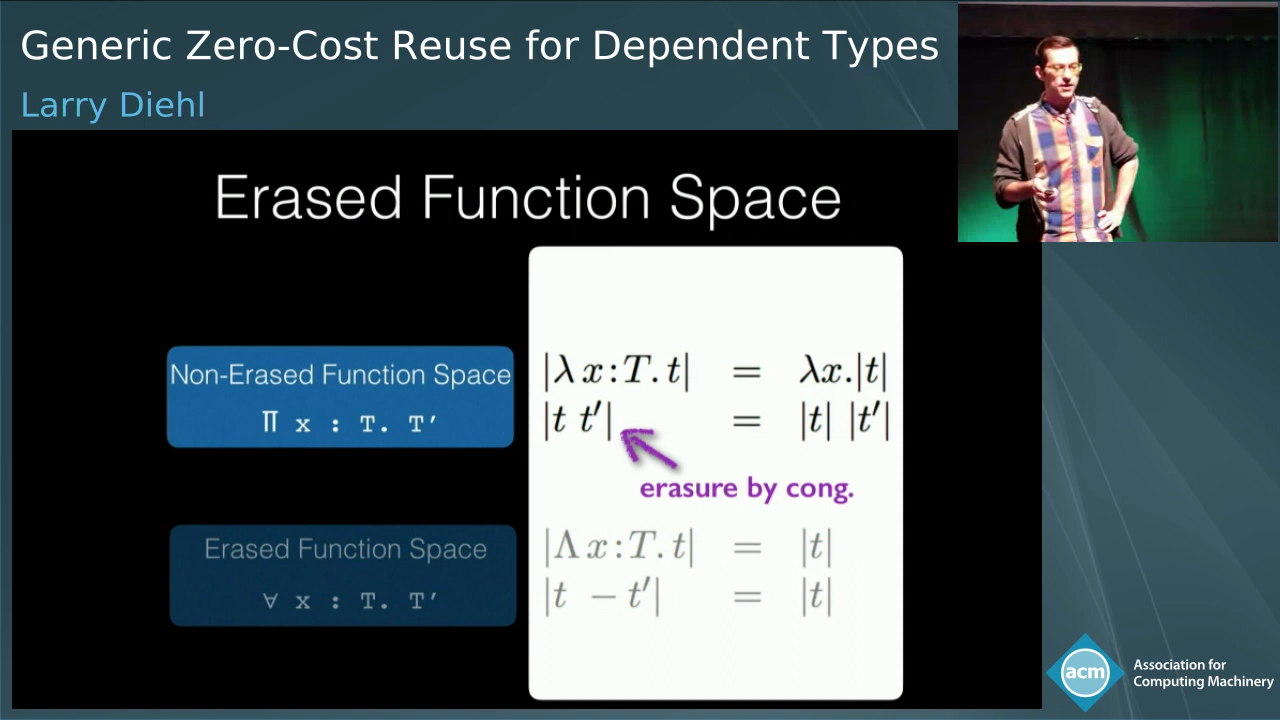 Generic Zero-Cost Reuse for Dependent Types
Larry Diehl
Erased Function Space
Non-Erased Function Space
Π x : T. T′
|λ x:T. t| = λx.|t|
|t t′| = |t| |t′|
erasure by cong.
Erased Function Space
∀ x : T. T′
|Λ x:T. t| = |t|
|t −t′| = |t|
acm
Association for
Computing Machinery